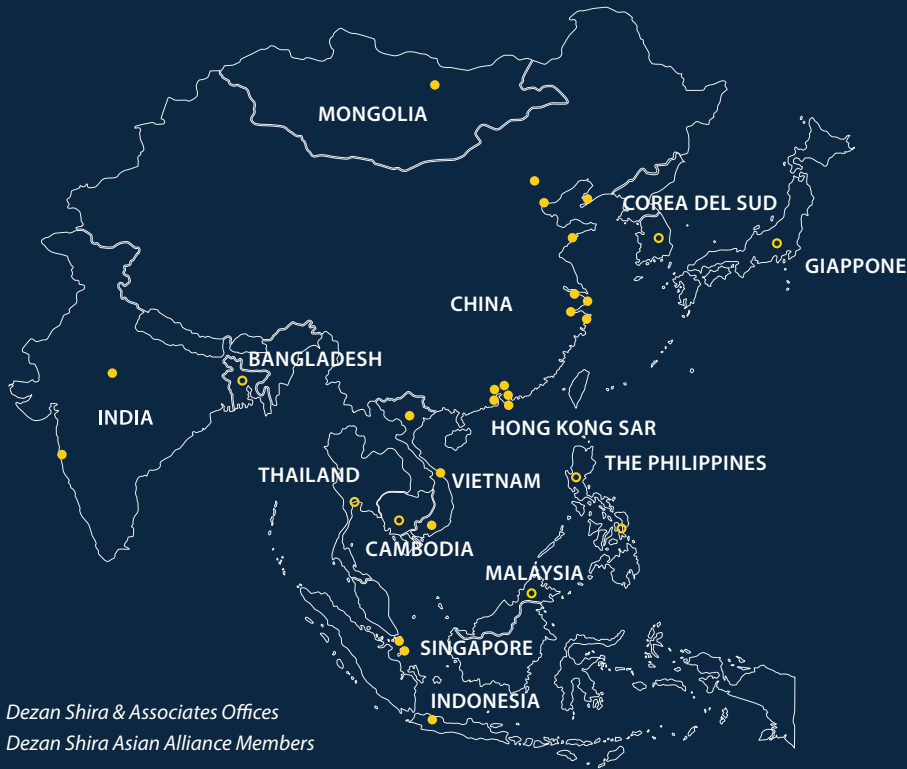 MONGOLIA
COREA DEL SUD
GIAPPONE
CHINA
BANGLADESH
INDIA
HONG KONG SAR
THE PHILIPPINES
THAILAND
VIETNAM
CAMBODIA
MALAYSIA
SINGAPORE
INDONESIA
Dezan Shira & Associates Offices
Dezan Shira Asian Alliance Members